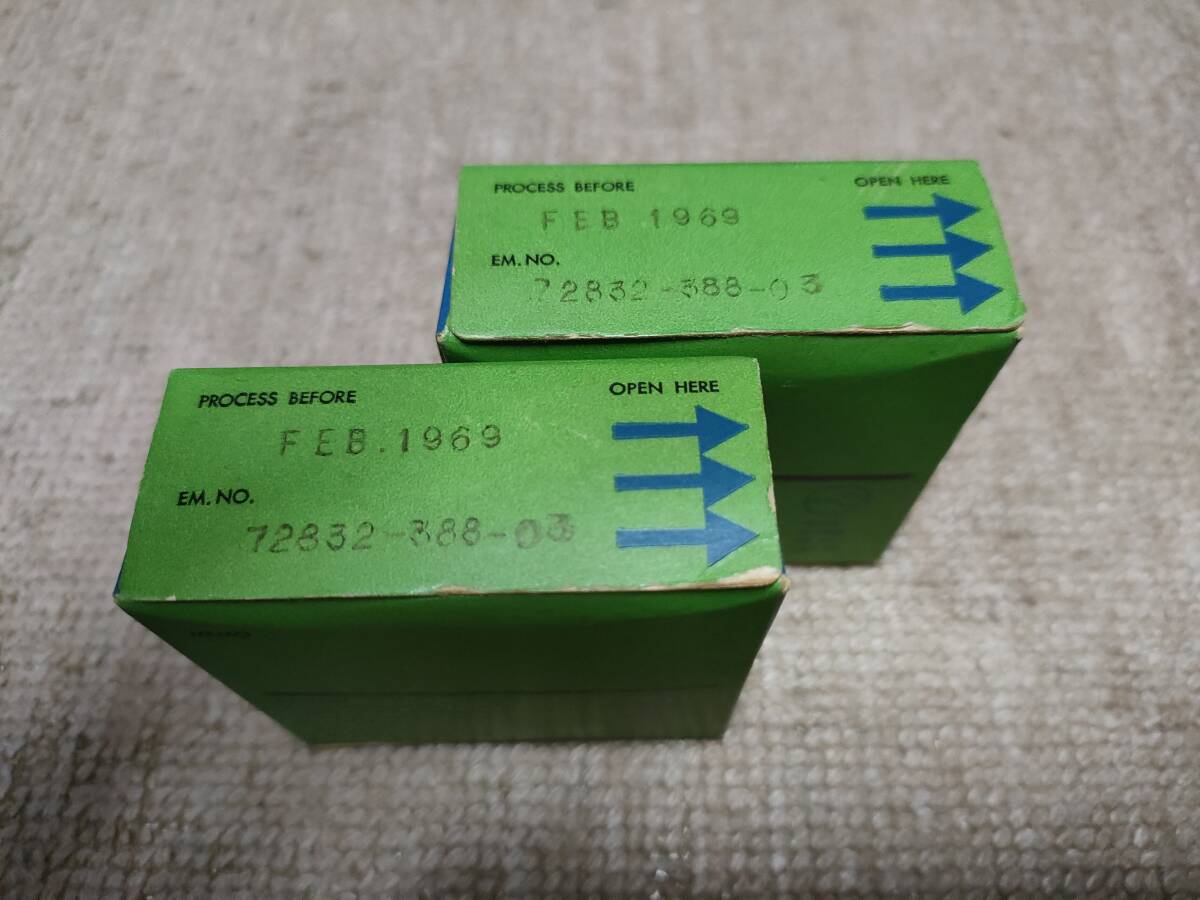 PROCESS BEFORE
OPEN HERE
FEB 1969
EM. NO.
72832-388-03
PROCESS BEFORE
OPEN HERE
FEB. 1969
EM. NO.
72832-388-03